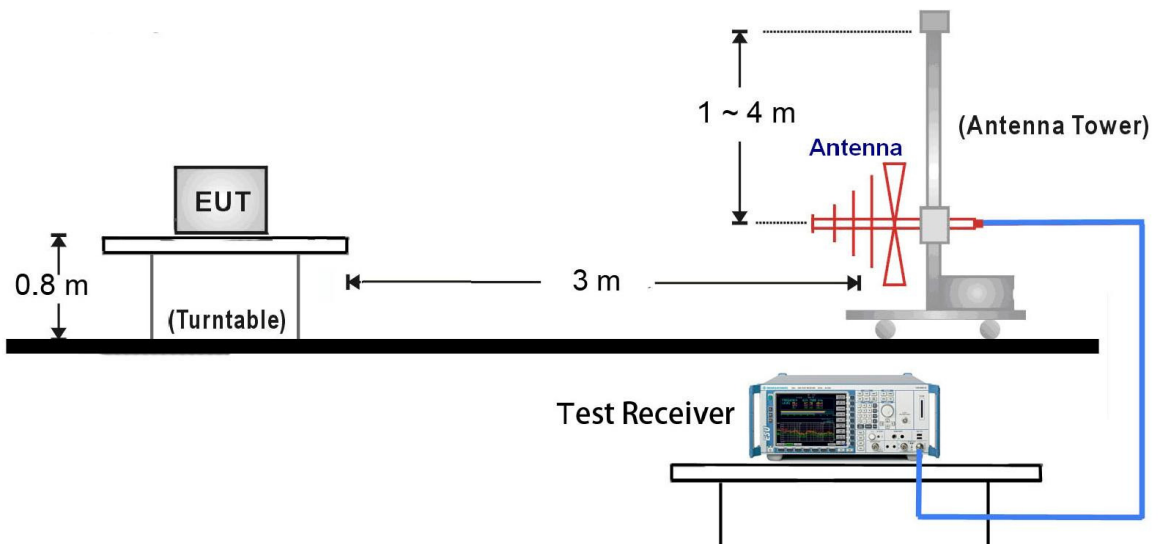 1 ~ 4 m
(Antenna Tower)
Antenna
EUT
0.8 m
3 m
(Turntable)
Test Receiver